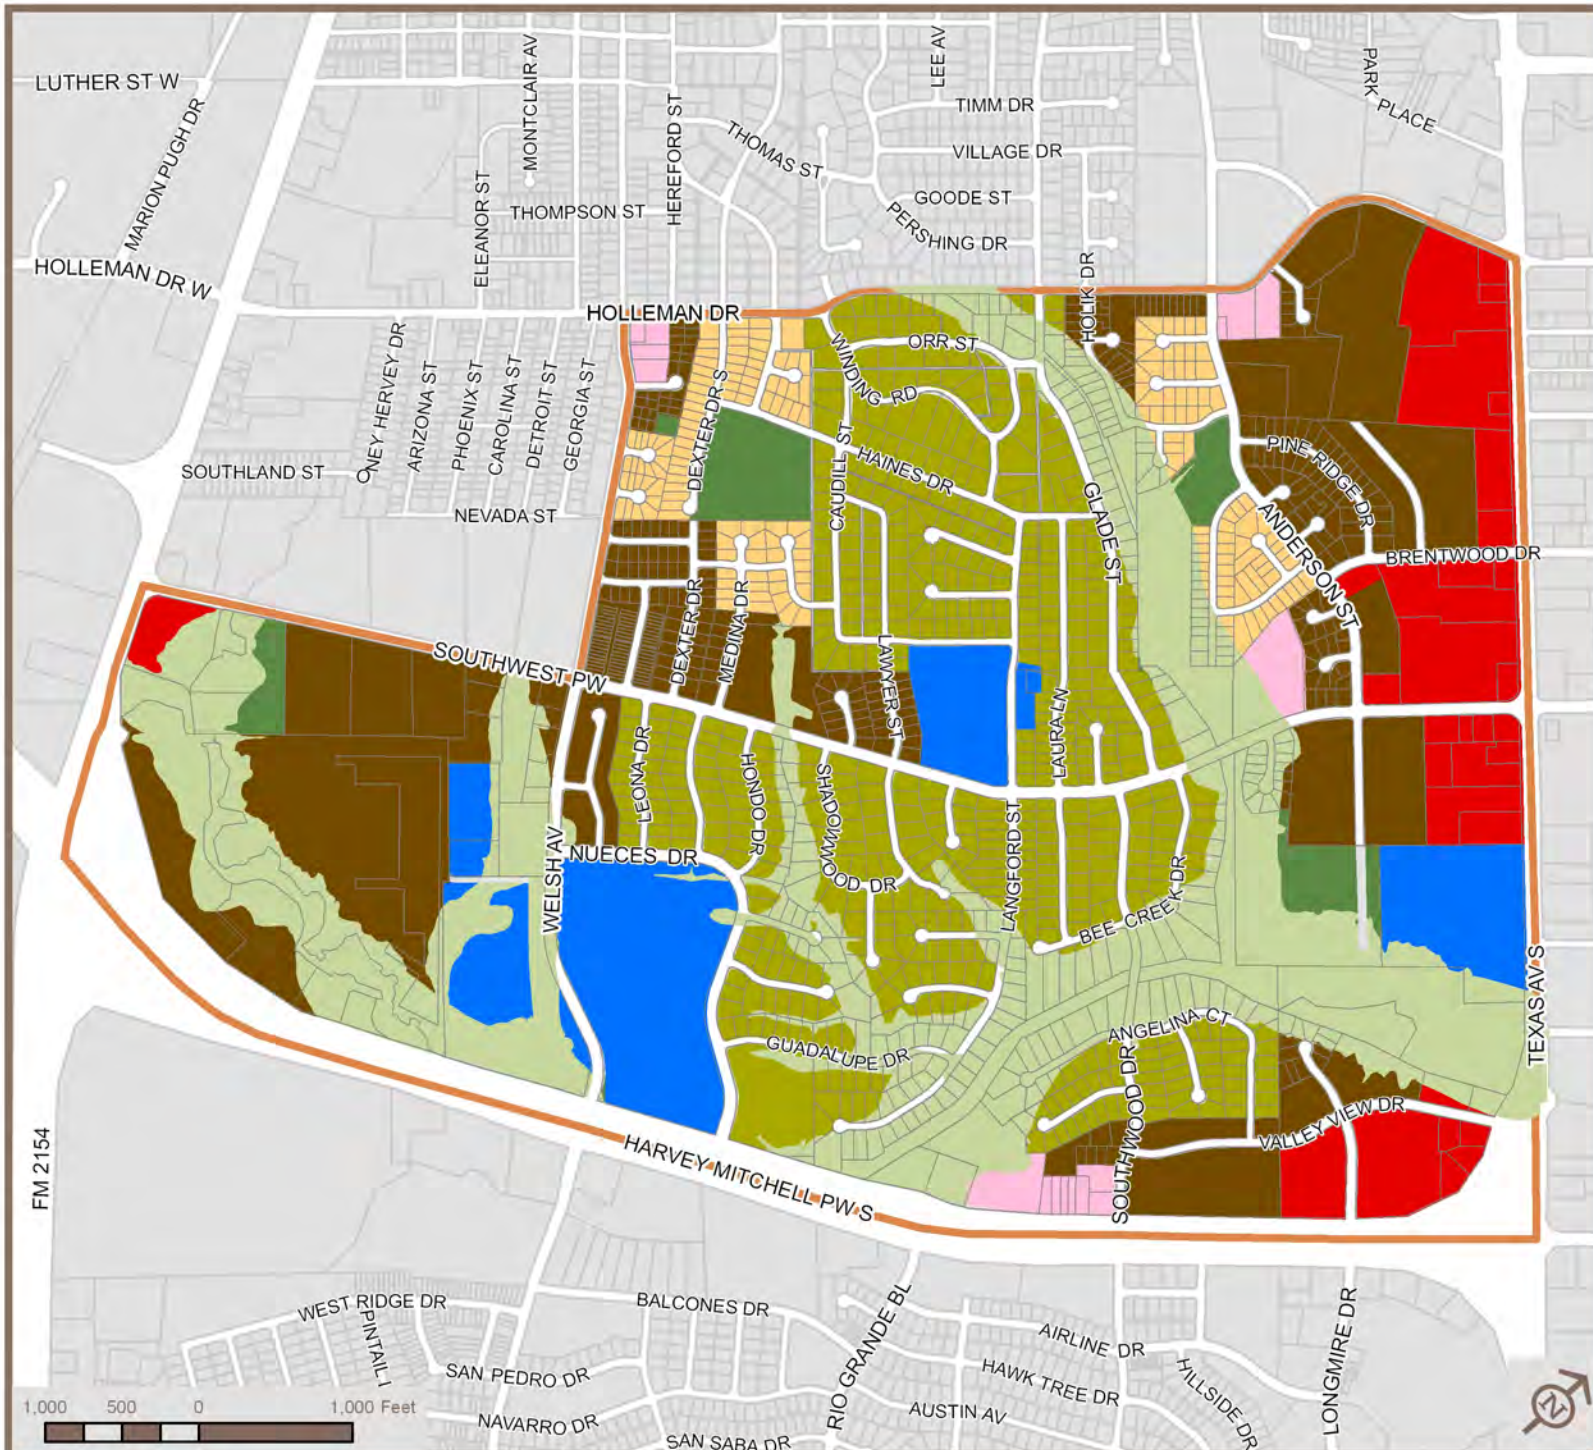 LUTHER ST W
MARION PUGH DR
MONTCLAIR AV
HEREFORD ST
THOMAS ST
LEE AV
TIMM DR
VILLAGE DR
PARK PLACE
ELEANOR ST
THOMPSON ST
GOODE ST
PERSHING DR
HOLLEMAN DR W
HOLLEMAN DR
HOLIK DR
ONEY HERVEY DR
ARIZONA ST
PHOENIX ST
CAROLINA ST
DETROIT ST
GEORGIA ST
DEXTER DR S
WINDING RD
ORR ST
SOUTHLAND ST
NEVADA ST
CAUDILL ST
HAINES DR
GLADE ST
PINE RIDGE DR
ANDERSON ST
BRENTWOOD DR
SOUTHWEST PW
DEXTER DR
MEDINA DR
LAWYER ST
LAURA LN
LEONA DR
HONDO DR
SHADOWWOOD DR
LANGFORD ST
WELSH AV
NUECES DR
BEE CREEK DR
GUADALUPE DR
ANGELINA CT
SOUTHWOOD DR
VALLEY VIEW DR
TEXAS AV S
FM 2154
HARVEY MITCHELL PW S
WEST RIDGE DR
PINTAIL
BALCONES DR
RIO GRANDE BL
AIRLINE DR
SAN PEDRO DR
HAWK TREE DR
HILLSIDE DR
LONGMIRE DR
NAVARRO DR
AUSTIN AV
SAN SABA DR
1,000 500 0 1,000 Feet
N